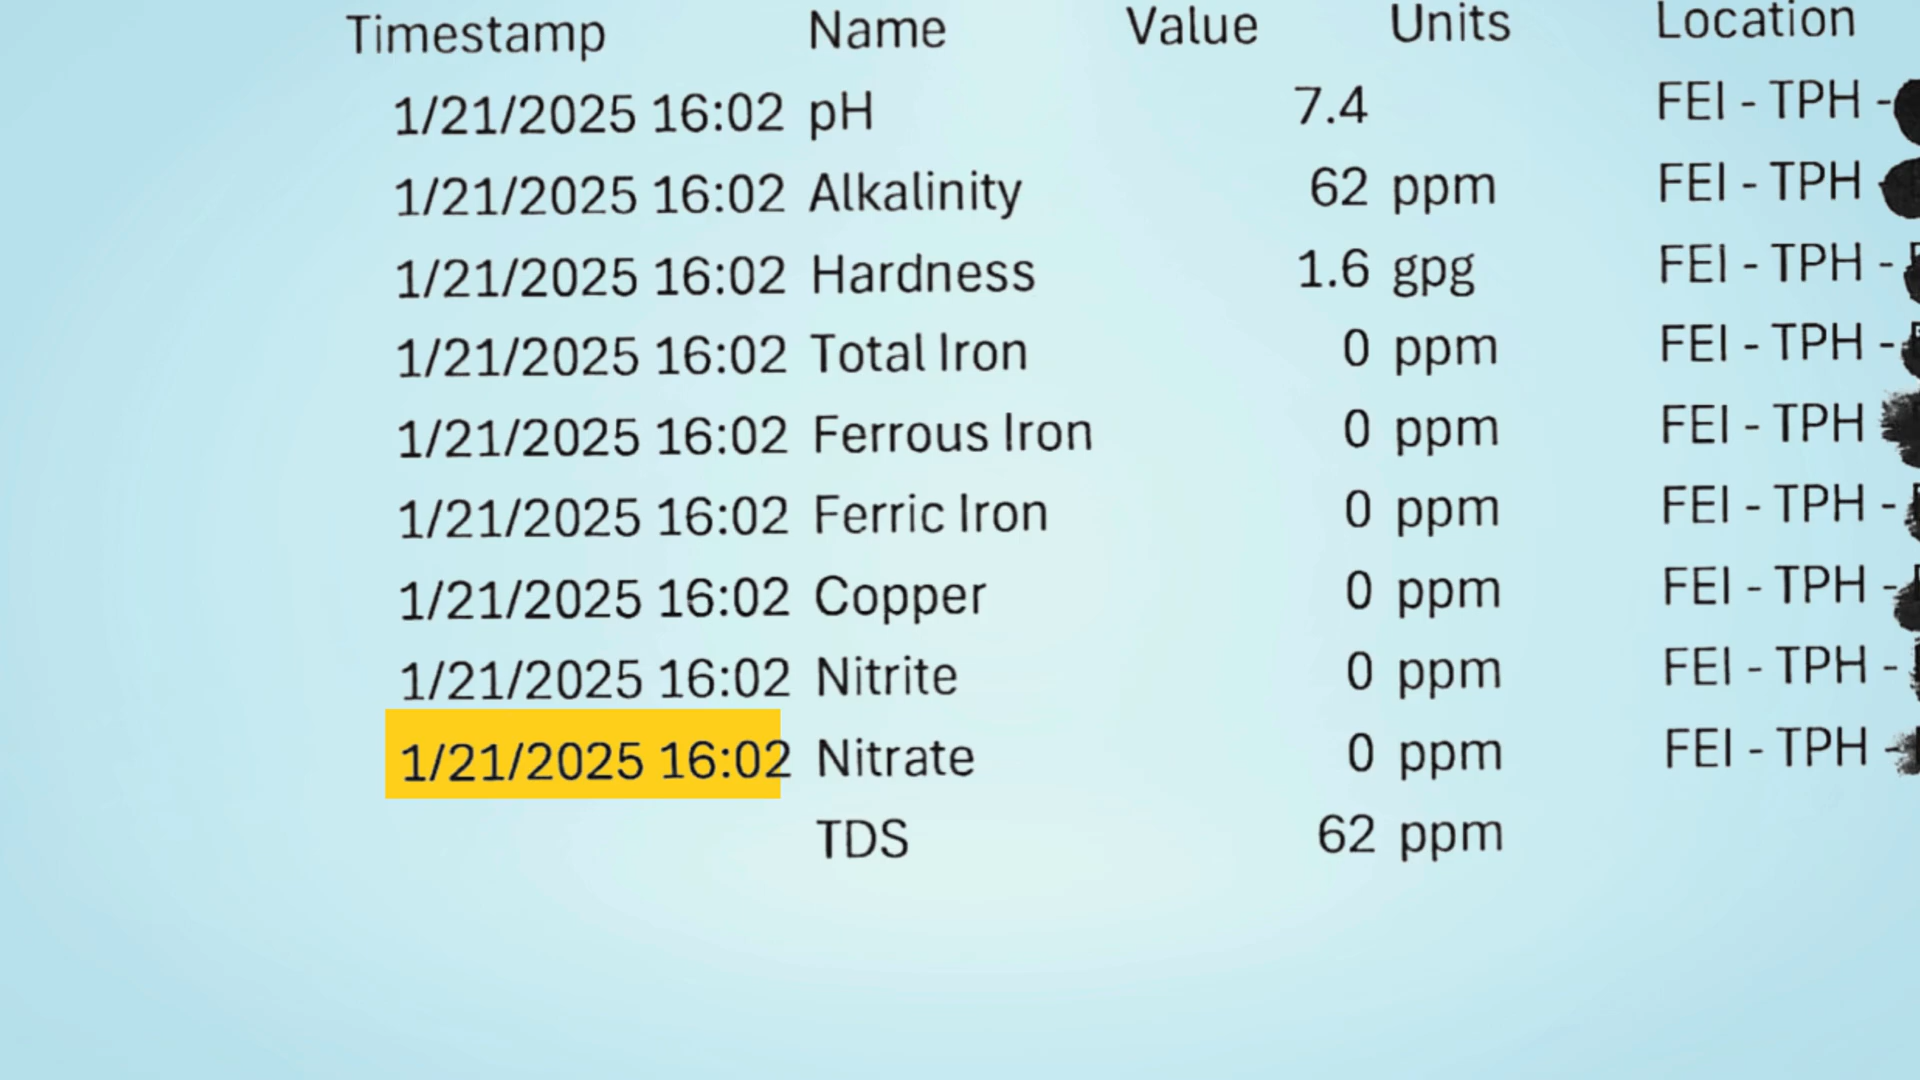 Timestamp Name Value Units Location
1/21/2025 16:02 pH 7.4 FEI - TPH -
1/21/2025 16:02 Alkalinity 62 ppm FEI - TPH
1/21/2025 16:02 Hardness 1.6 gpg FEI - TPH -
1/21/2025 16:02 Total Iron 0 ppm FEI - TPH -
1/21/2025 16:02 Ferrous Iron 0 ppm FEI - TPH
1/21/2025 16:02 Ferric Iron 0 ppm FEI - TPH -
1/21/2025 16:02 Copper 0 ppm FEI - TPH -
1/21/2025 16:02 Nitrite 0 ppm FEI - TPH -
1/21/2025 16:02 Nitrate 0 ppm FEI - TPH -
TDS 62 ppm